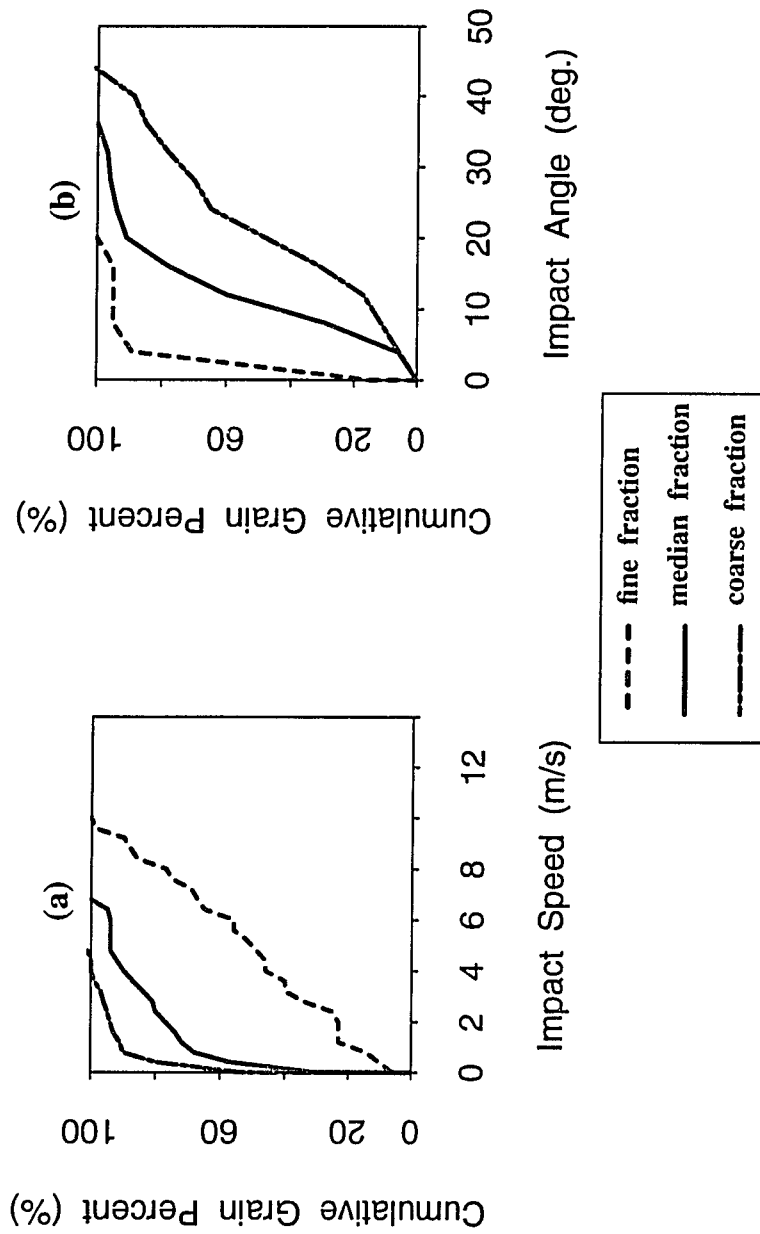 (a)
Cumulative Grain Percent (%)
100
60
20
0
0 2 4 6 8 12
Impact Speed (m/s)
(b)
Cumulative Grain Percent (%)
100
60
20
0
0 10 20 30 40 50
Impact Angle (deg.)
fine fraction
median fraction
coarse fraction